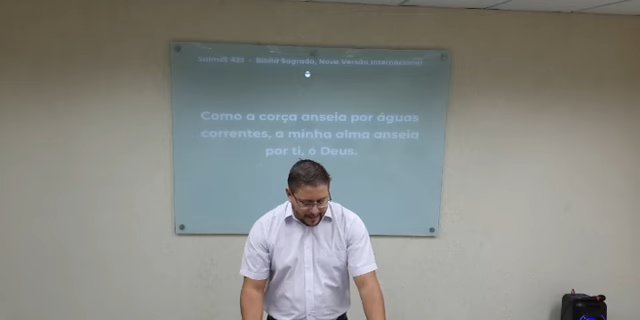 Salmos 42:1 - Bíblia Sagrada, Nova Versão Internacional
Como a corça anseia por águas
correntes, a minha alma anseia
por ti, ó Deus.